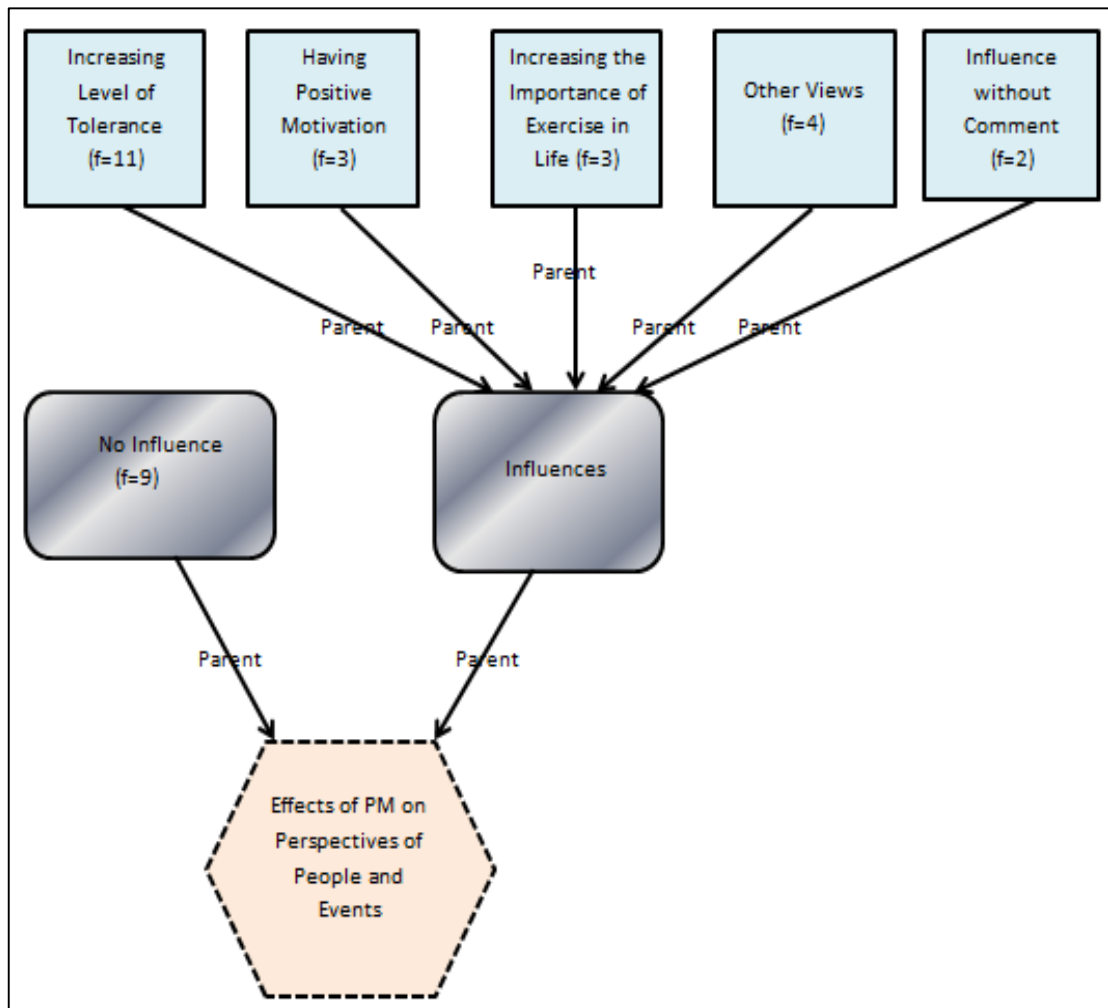 Increasing
Level of
Tolerance
(f=11)
Having
Positive
Motivation
(f=3)
Increasing the
Importance of
Exercise in
Life (f=3)
Other Views
(f=4)
Influence
without
Comment
(f=2)
Parent
Parent
Parent
Parent
Parent
No Influence
(f=9)
Influences
Parent
Parent
Effects of PM on
Perspectives of
People and
Events